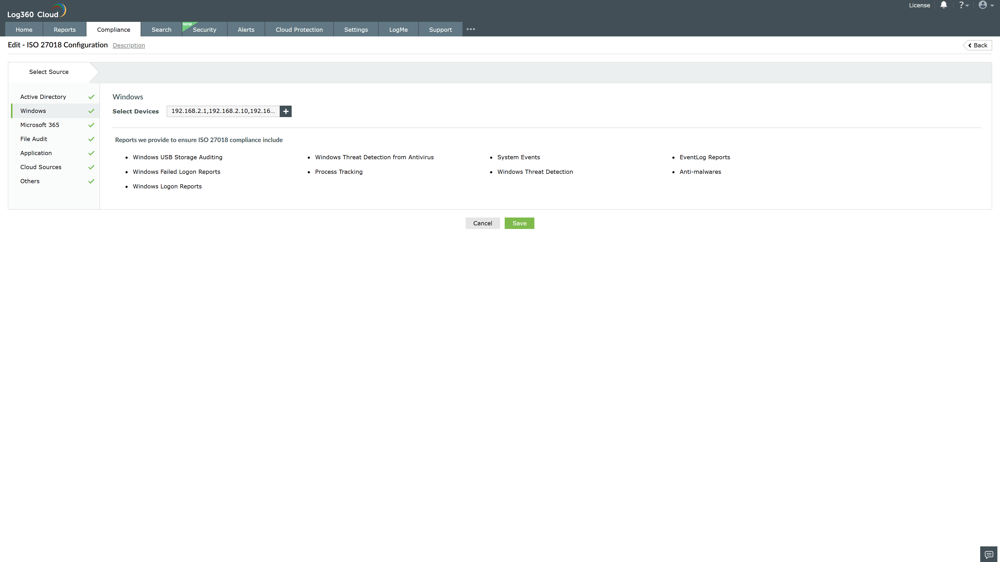 Log360 Cloud
License
?
Home
Reports
Compliance
Search
NEW
Security
Alerts
Cloud Protection
Settings
LogMe
Support
Edit - ISO 27018 Configuration
Description
Back
Select Source
Active Directory
Windows
Microsoft 365
File Audit
Application
Cloud Sources
Others
Windows
Select Devices
192.168.2.1,192.168.2.10,192.16...
Reports we provide to ensure ISO 27018 compliance include
Windows USB Storage Auditing
Windows Threat Detection from Antivirus
System Events
EventLog Reports
Windows Failed Logon Reports
Process Tracking
Windows Threat Detection
Anti-malwares
Windows Logon Reports
Cancel
Save